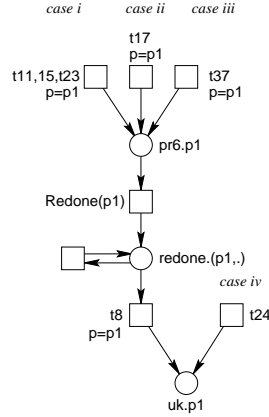 case i case ii case iii
t17
p=p1
t11,15,t23
p=p1
t37
p=p1
pr6.p1
Redone(p1)
redone.(p1,.)
case iv
t8
p=p1
t24
uk.p1